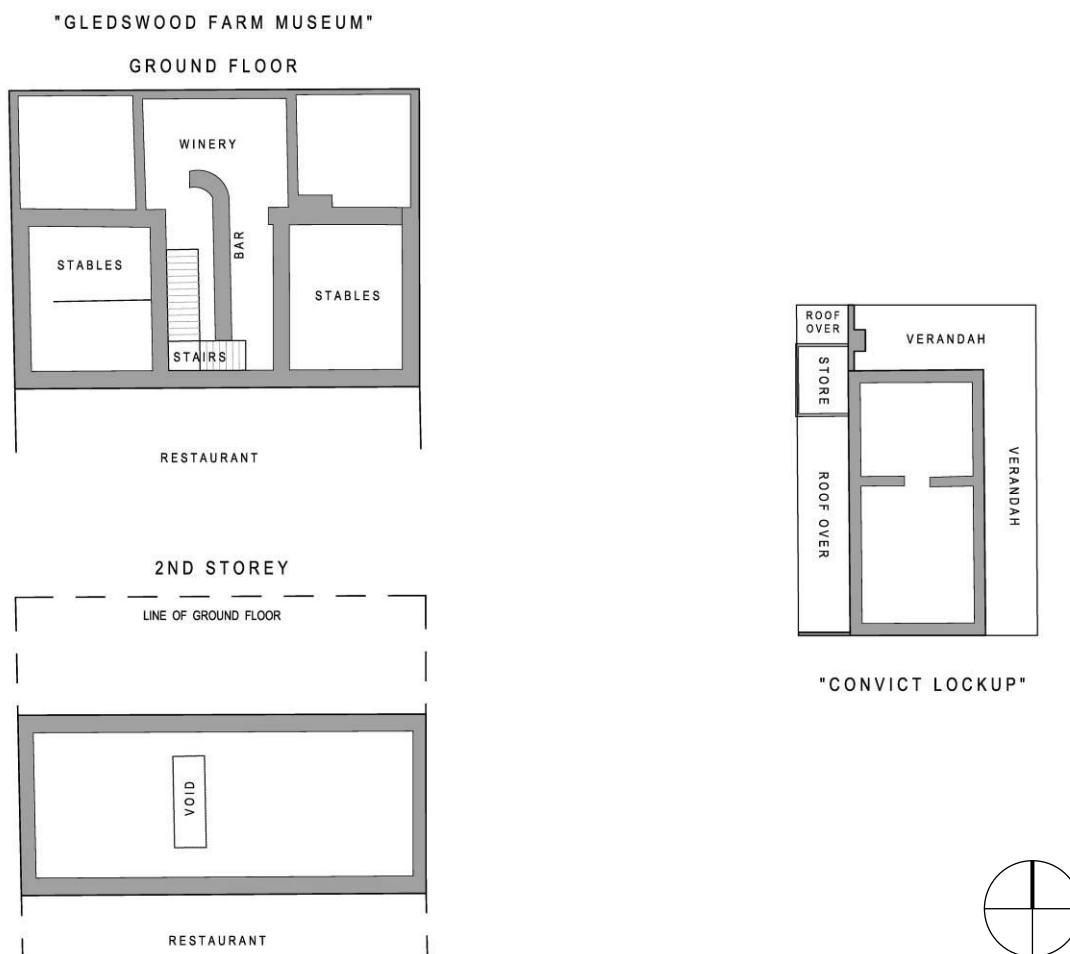 "GLEDSWOOD FARM MUSEUM"
GROUND FLOOR
WINERY
BAR
STABLES
STABLES
STAIRS
RESTAURANT
2ND STOREY
LINE OF GROUND FLOOR
VOID
RESTAURANT
ROOF
OVER
VERANDAH
STORE
ROOF OVER
VERANDAH
"CONVICT LOCKUP"